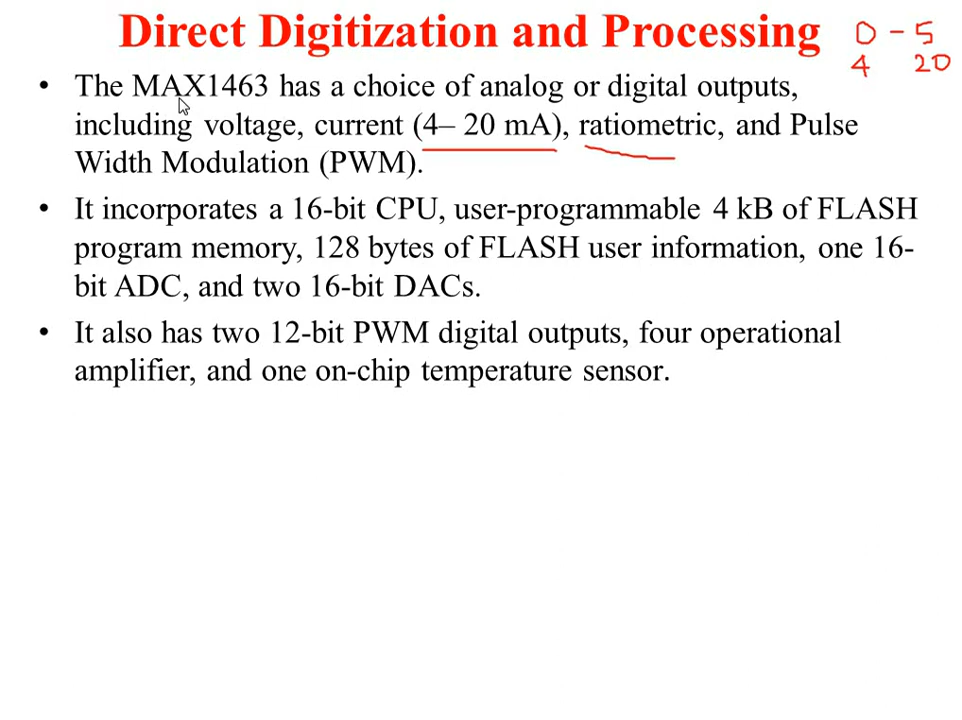 Direct Digitization and Processing
0 - 5
4 20
• The MAX1463 has a choice of analog or digital outputs,
including voltage, current (4– 20 mA), ratiometric, and Pulse
Width Modulation (PWM).
• It incorporates a 16-bit CPU, user-programmable 4 kB of FLASH
program memory, 128 bytes of FLASH user information, one 16-
bit ADC, and two 16-bit DACs.
• It also has two 12-bit PWM digital outputs, four operational
amplifier, and one on-chip temperature sensor.